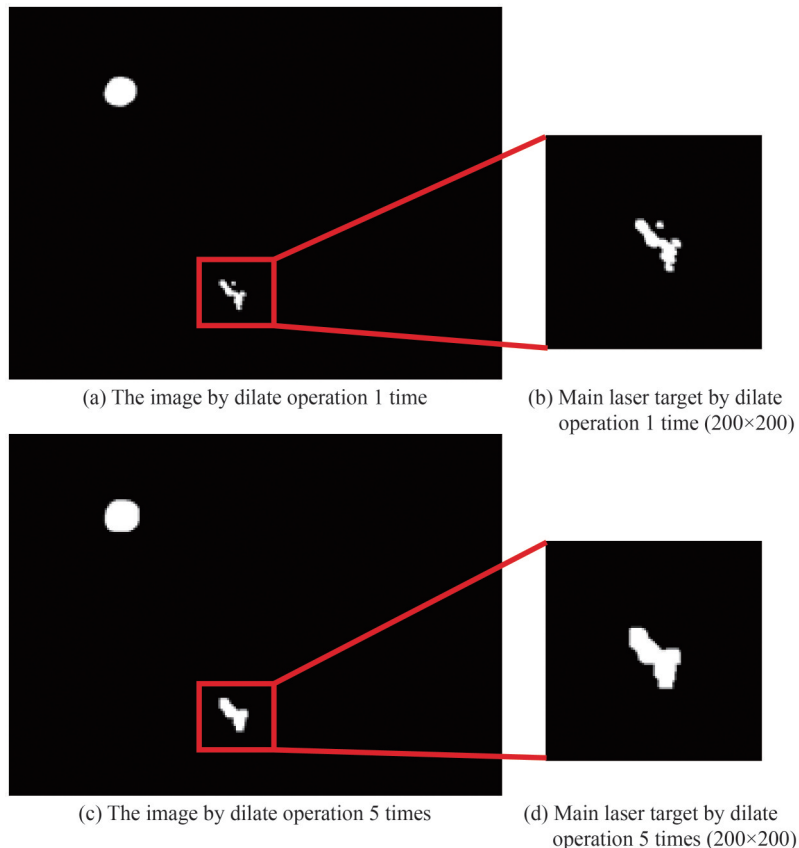 (a) The image by dilate operation 1 time
(b) Main laser target by dilate
operation 1 time (200×200)
(c) The image by dilate operation 5 times
(d) Main laser target by dilate
operation 5 times (200×200)